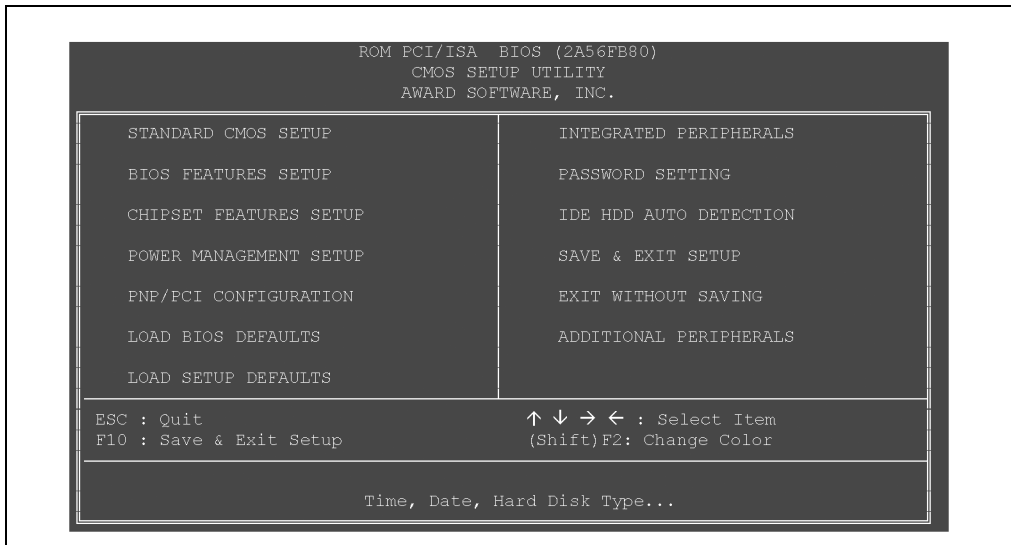 ROM PCI/ISA BIOS (2A56FB80)
CMOS SETUP UTILITY
AWARD SOFTWARE, INC.
STANDARD CMOS SETUP
BIOS FEATURES SETUP
CHIPSET FEATURES SETUP
POWER MANAGEMENT SETUP
PNP/PCI CONFIGURATION
LOAD BIOS DEFAULTS
LOAD SETUP DEFAULTS
INTEGRATED PERIPHERALS
PASSWORD SETTING
IDE HDD AUTO DETECTION
SAVE & EXIT SETUP
EXIT WITHOUT SAVING
ADDITIONAL PERIPHERALS
ESC : Quit
F10 : Save & Exit Setup
↑ ↓ → ← : Select Item
(Shift)F2: Change Color
Time, Date, Hard Disk Type...